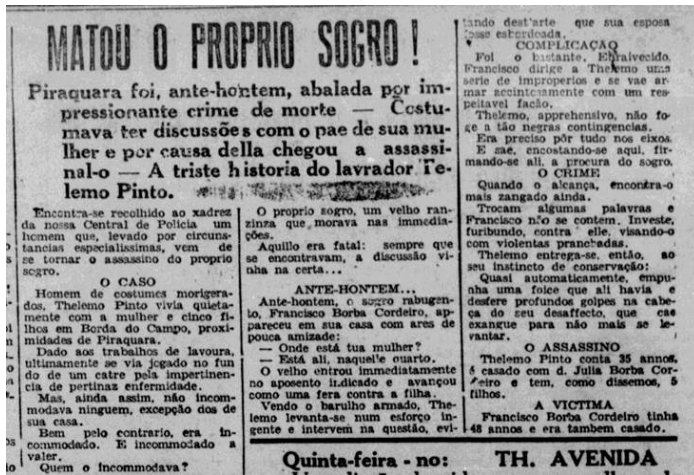 MATOU O PROPRIO SOGRO!
Piraquara foi, ante-hontem, abalada por im-
pressionante crime de morte — Costu-
mava ter discussões com o pae de sua mu-
lher e por causa della chegou a assassi-
nal-o — A triste historia do lavrador Te-
lemo Pinto.
Encontra-se recolhido ao xadrez
da nossa Central de Policia um
homem que, levado por circuns-
tancias especialissimas, vem de
se tornar o assassino do proprio
sogro.
O CASO
Homem de costumes morigera-
dos, Thelemo Pinto vivia quieta-
mente com a mulher e cinco fi-
lhos em Borda do Campo, proxi-
midades de Piraquara.
Dado aos trabalhos de lavoura,
ultimamente se via jogado no fun
do de um catre pela impertinen-
cia de pertinaz enfermidade.
Mas, ainda assim, não incom-
modava ninguem, excepção dos de
sua casa.
Bem pelo contrario, era in-
commodado. E incommodado a
valer.
Quem o incommodava?
O proprio sogro, um velho ran-
zinza que morava nas immedia-
ções.
Aquillo era fatal: sempre que
se encontravam, a discussão vi-
nha na certa...
ANTE-HONTEM...
Ante-hontem, o sogro rabugen-
to, Francisco Borba Cordeiro, ap-
pareceu em sua casa com ares de
pouca amizade:
— Onde está tua mulher?
— Está ali, naquel'e quarto.
O velho entrou immediatamente
no aposento indicado e avançou
como uma fera contra a filha.
Vendo o barulho armado, The-
lemo levanta-se num esforço in-
gente e intervem na questão, evi-
tando dest'arte que sua esposa
fosse esbordoada.
COMPLICAÇÃO
Foi o bastante. Enraivecido,
Francisco dirige a Thelemo uma
serie de improperios e se vae ar-
mar accintosamente com um res-
peitavel facão.
Thelemo, apprehensivo, não fo-
ge a tão negras contingencias.
Era preciso pôr tudo nos eixos.
E sae, encostando-se aqui, fir-
mando-se ali, a procura do sogro.
O CRIME
Quando o alcança, encontra-o
mais zangado ainda.
Trocam algumas palavras e
Francisco não se contem. Investe,
furibundo, contra elle, visando-o
com violentas pranchadas.
Thelemo entrega-se, então, ao
seu instincto de conservação:
Quasi automaticamente, empu-
nha uma foice que ali havia e
desfere profundos golpes na cabe-
ça do seu desaffecto, que cae
exangue para não mais se le-
vantar.
O ASSASSINO
Thelemo Pinto conta 35 annos,
é casado com d. Julia Borba Cor-
deiro e tem, como dissemos, 5
filhos.
A VICTIMA
Francisco Borba Cordeiro tinha
48 annos e era tambem casado.
Quinta-feira - no: TH. AVENIDA